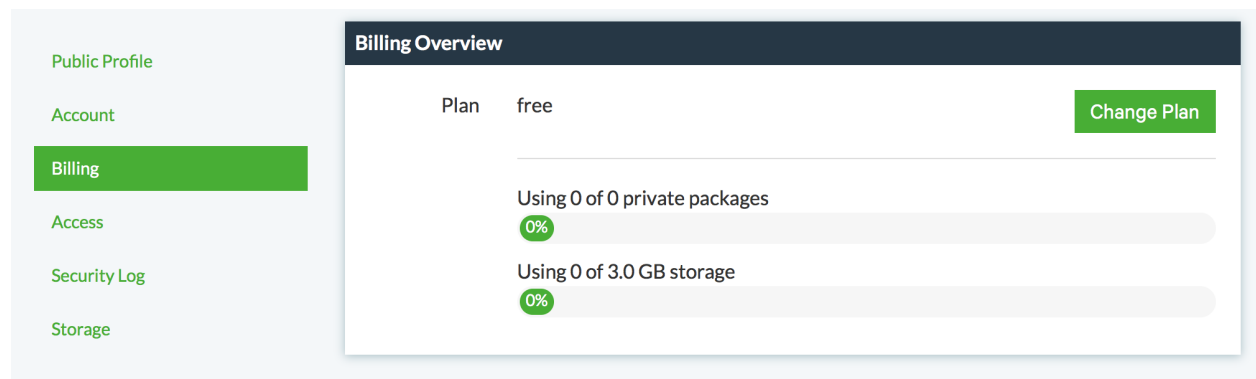 Public Profile
Account
Billing
Access
Security Log
Storage
Billing Overview
Plan free
Change Plan
Using 0 of 0 private packages
0%
Using 0 of 3.0 GB storage
0%